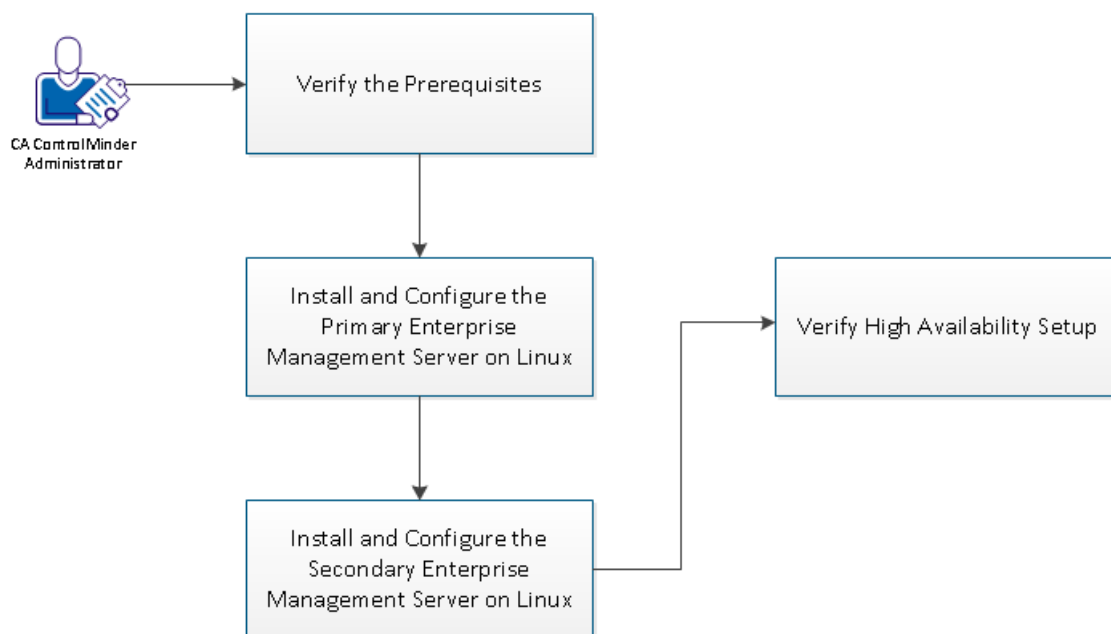 CA ControlMinder
Administrator
Verify the Prerequisites
Install and Configure the
Primary Enterprise
Management Server on Linux
Install and Configure the
Secondary Enterprise
Management Server on Linux
Verify High Availability Setup